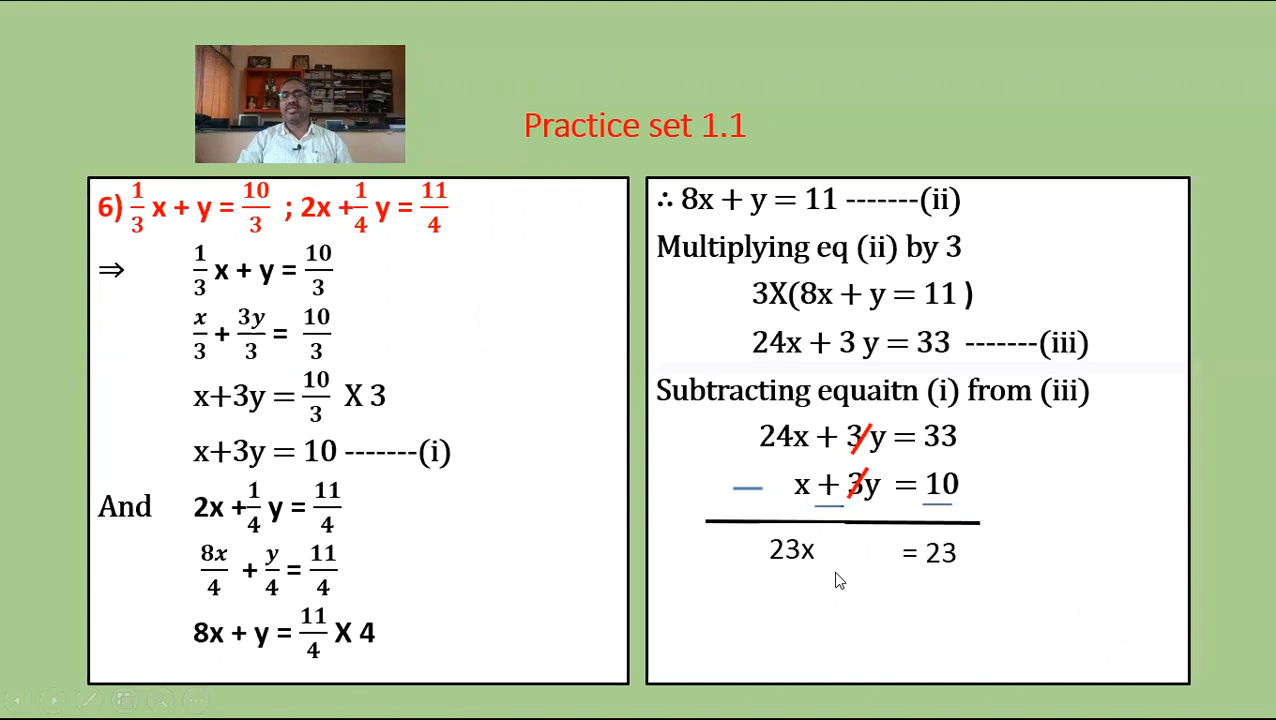 Practice set 1.1
6) 1/3 x + y = 10/3 ; 2x + 1/4 y = 11/4
⇒ 1/3 x + y = 10/3
x/3 + 3y/3 = 10/3
x+3y = 10/3 X 3
x+3y = 10 -------(i)
And 2x + 1/4 y = 11/4
8x/4 + y/4 = 11/4
8x + y = 11/4 X 4
∴ 8x + y = 11 -------(ii)
Multiplying eq (ii) by 3
3X(8x + y = 11 )
24x + 3 y = 33 -------(iii)
Subtracting equaitn (i) from (iii)
24x + 3 y = 33
x + 3y = 10
23x = 23